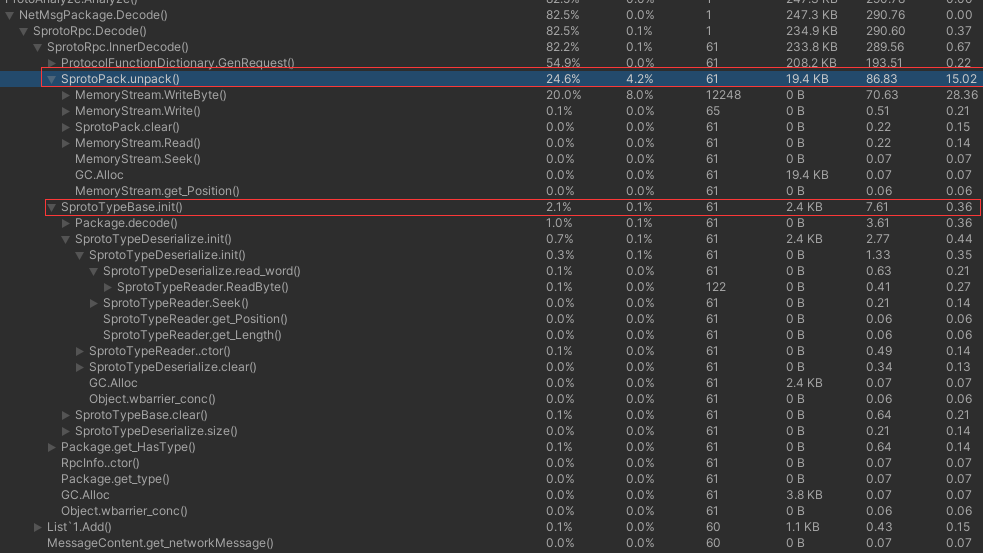 ProtoAnalyze.Analyze()
NetMsgPackage.Decode() 82.5% 0.0% 1 247.3 KB 290.76 0.00
SprotoRpc.Decode() 82.5% 0.1% 1 234.9 KB 290.60 0.37
SprotoRpc.InnerDecode() 82.2% 0.1% 61 233.8 KB 289.56 0.67
ProtocolFunctionDictionary.GenRequest() 54.9% 0.1% 61 208.2 KB 193.51 0.22
SprotoPack.unpack() 24.6% 4.2% 61 19.4 KB 86.83 15.02
MemoryStream.WriteByte() 20.0% 8.0% 12248 0 B 70.63 28.36
MemoryStream.Write() 0.1% 0.0% 65 0 B 0.51 0.21
SprotoPack.clear() 0.0% 0.0% 61 0 B 0.22 0.15
MemoryStream.Read() 0.0% 0.0% 61 0 B 0.22 0.14
MemoryStream.Seek() 0.0% 0.0% 61 0 B 0.07 0.07
GC.Alloc 0.0% 0.0% 61 19.4 KB 0.07 0.07
MemoryStream.get_Position() 0.0% 0.0% 61 0 B 0.06 0.06
SprotoTypeBase.init() 2.1% 0.1% 61 2.4 KB 7.61 0.36
Package.decode() 1.0% 0.1% 61 0 B 3.61 0.36
SprotoTypeDeserialize.init() 0.7% 0.1% 61 2.4 KB 2.77 0.44
SprotoTypeDeserialize.init() 0.3% 0.1% 61 0 B 1.33 0.35
SprotoTypeDeserialize.read_word() 0.1% 0.0% 61 0 B 0.63 0.21
SprotoTypeReader.ReadByte() 0.1% 0.0% 122 0 B 0.41 0.27
SprotoTypeReader.Seek() 0.0% 0.0% 61 0 B 0.21 0.14
SprotoTypeReader.get_Position() 0.0% 0.0% 61 0 B 0.06 0.06
SprotoTypeReader.get_Length() 0.0% 0.0% 61 0 B 0.06 0.06
SprotoTypeReader..ctor() 0.1% 0.0% 61 0 B 0.49 0.14
SprotoTypeDeserialize.clear() 0.0% 0.0% 61 0 B 0.34 0.13
GC.Alloc 0.0% 0.0% 61 2.4 KB 0.07 0.07
Object.wbarrier_conc() 0.0% 0.0% 61 0 B 0.06 0.06
SprotoTypeBase.clear() 0.1% 0.0% 61 0 B 0.64 0.21
SprotoTypeDeserialize.size() 0.0% 0.0% 61 0 B 0.21 0.14
Package.get_HasType() 0.1% 0.0% 61 0 B 0.64 0.14
RpcInfo..ctor() 0.0% 0.0% 61 0 B 0.07 0.07
Package.get_type() 0.0% 0.0% 61 0 B 0.07 0.07
GC.Alloc 0.0% 0.0% 61 3.8 KB 0.07 0.07
Object.wbarrier_conc() 0.0% 0.0% 61 0 B 0.06 0.06
List`1.Add() 0.1% 0.0% 60 1.1 KB 0.43 0.15
MessageContent.get_networkMessage() 0.0% 0.0% 60 0 B 0.07 0.07